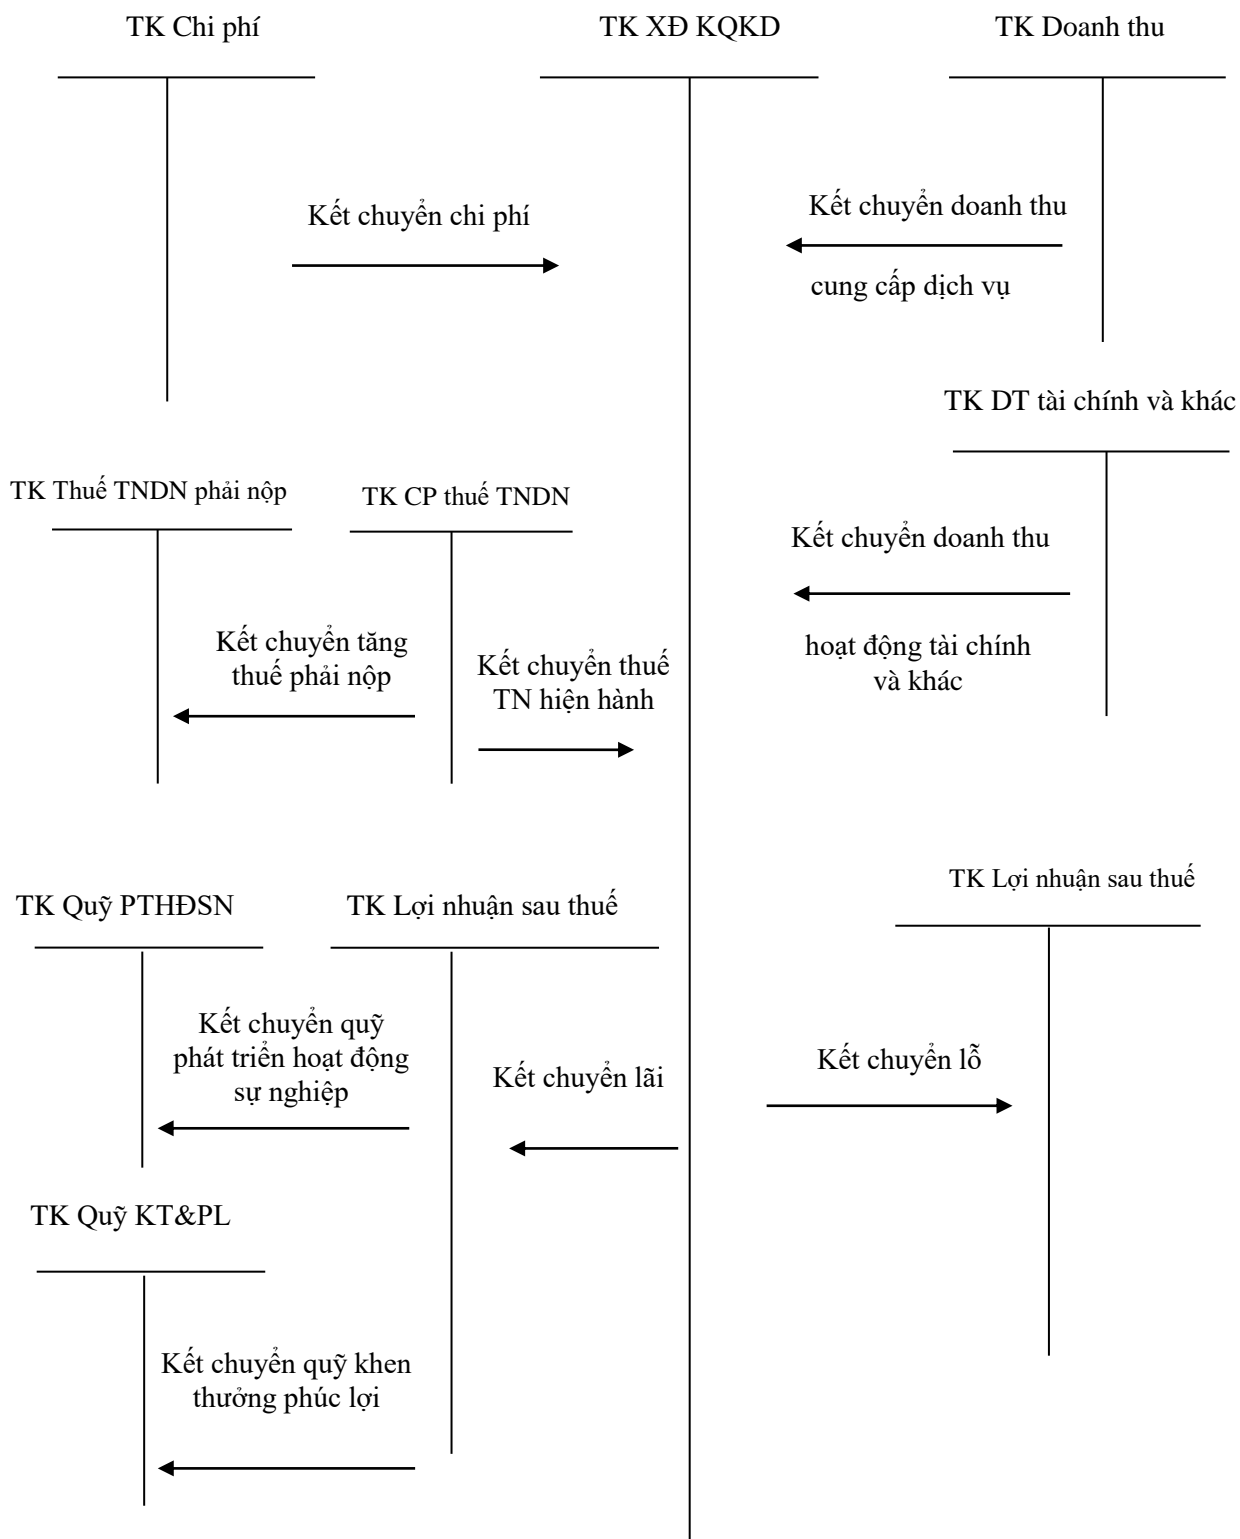 TK Chi phí
TK XĐ KQKD
TK Doanh thu
Kết chuyển chi phí
Kết chuyển doanh thu
cung cấp dịch vụ
TK DT tài chính và khác
TK Thuế TNDN phải nộp
TK CP thuế TNDN
Kết chuyển doanh thu
hoạt động tài chính
và khác
Kết chuyển tăng
thuế phải nộp
Kết chuyển thuế
TN hiện hành
TK Quỹ PTHĐSN
TK Lợi nhuận sau thuế
TK Lợi nhuận sau thuế
Kết chuyển quỹ
phát triển hoạt động
sự nghiệp
Kết chuyển lãi
Kết chuyển lỗ
TK Quỹ KT&PL
Kết chuyển quỹ khen
thưởng phúc lợi